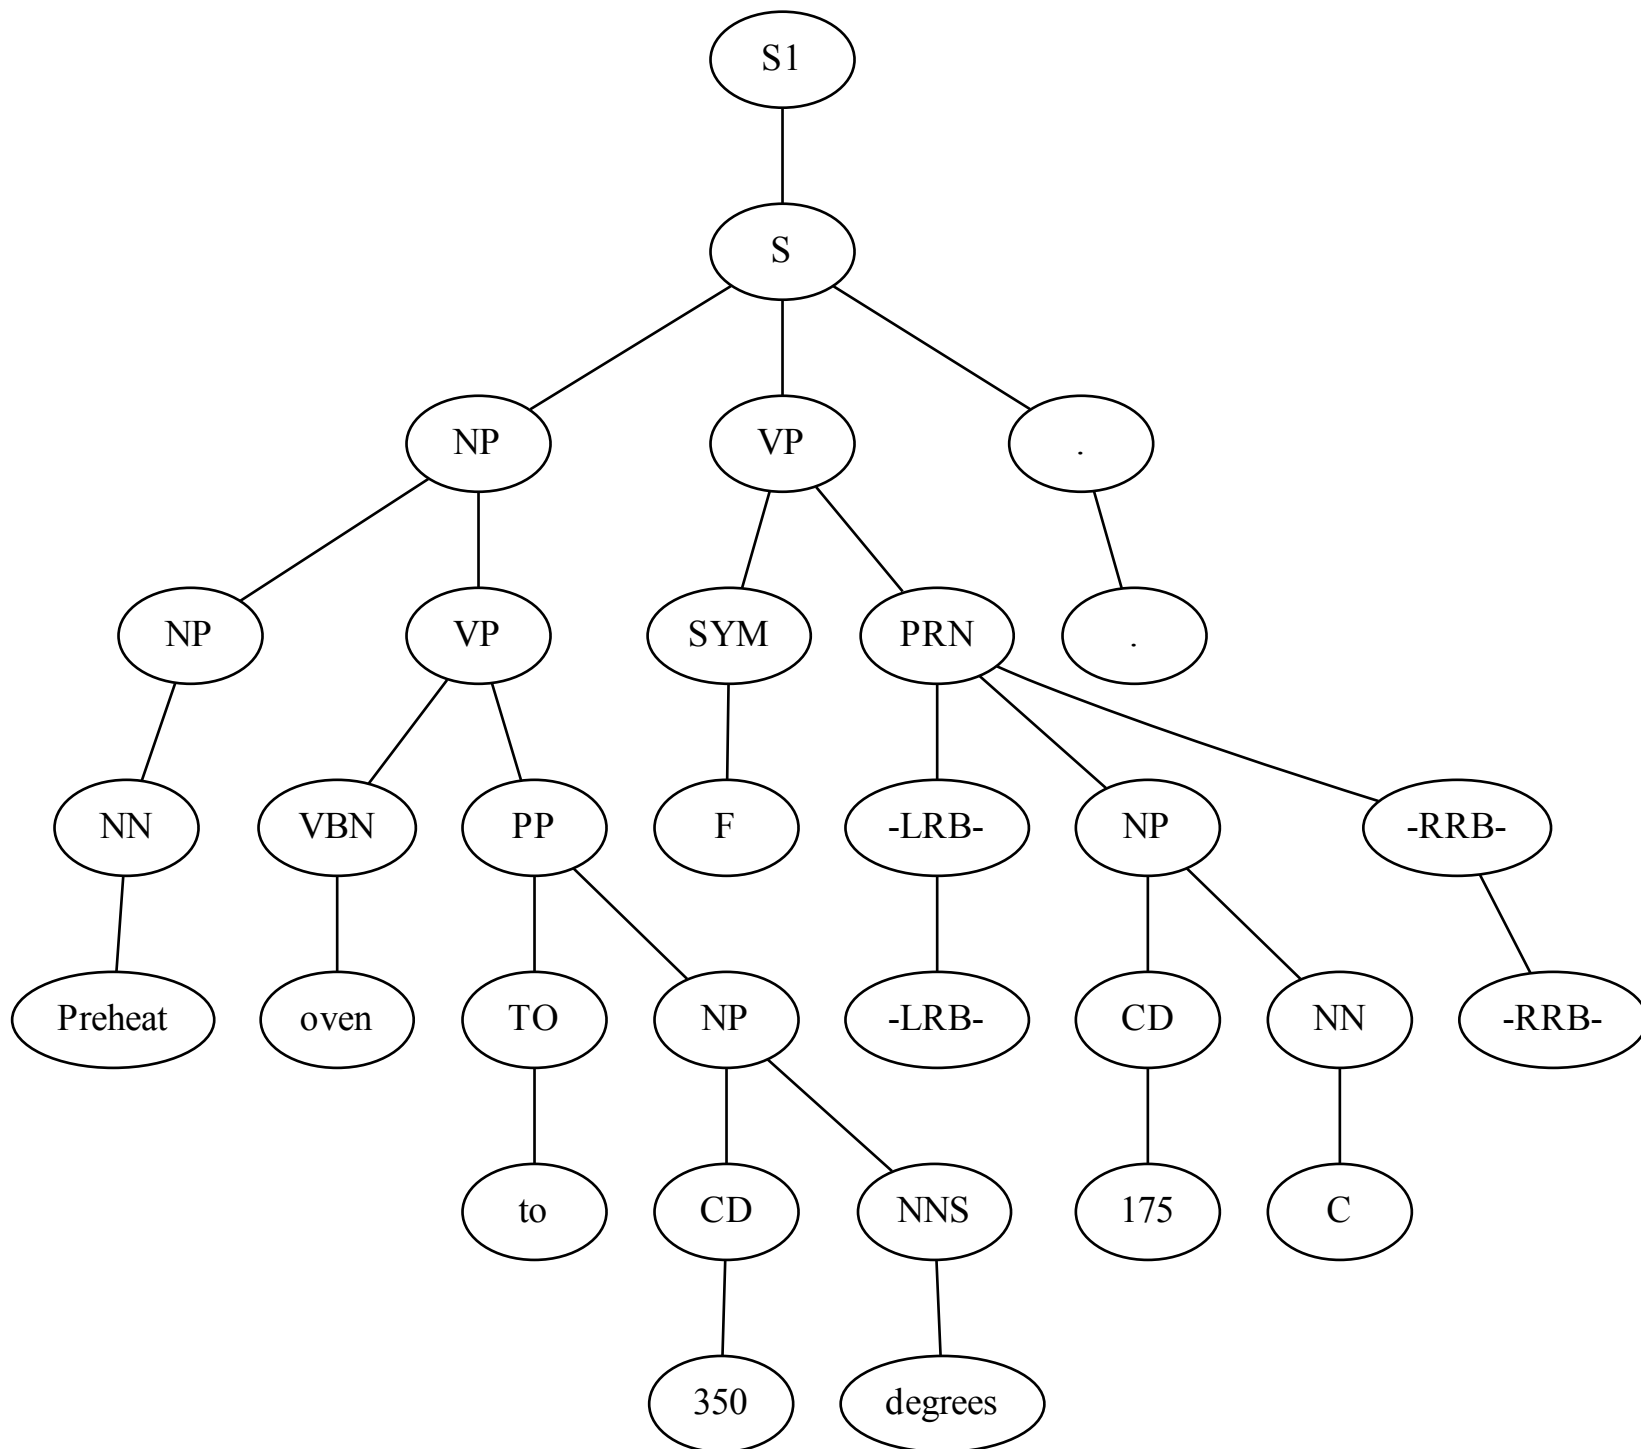 S1
S
NP VP .
NP VP SYM PRN .
NN VBN PP F -LRB- NP -RRB-
Preheat oven TO NP -LRB- CD NN -RRB-
to CD NNS 175 C
350 degrees